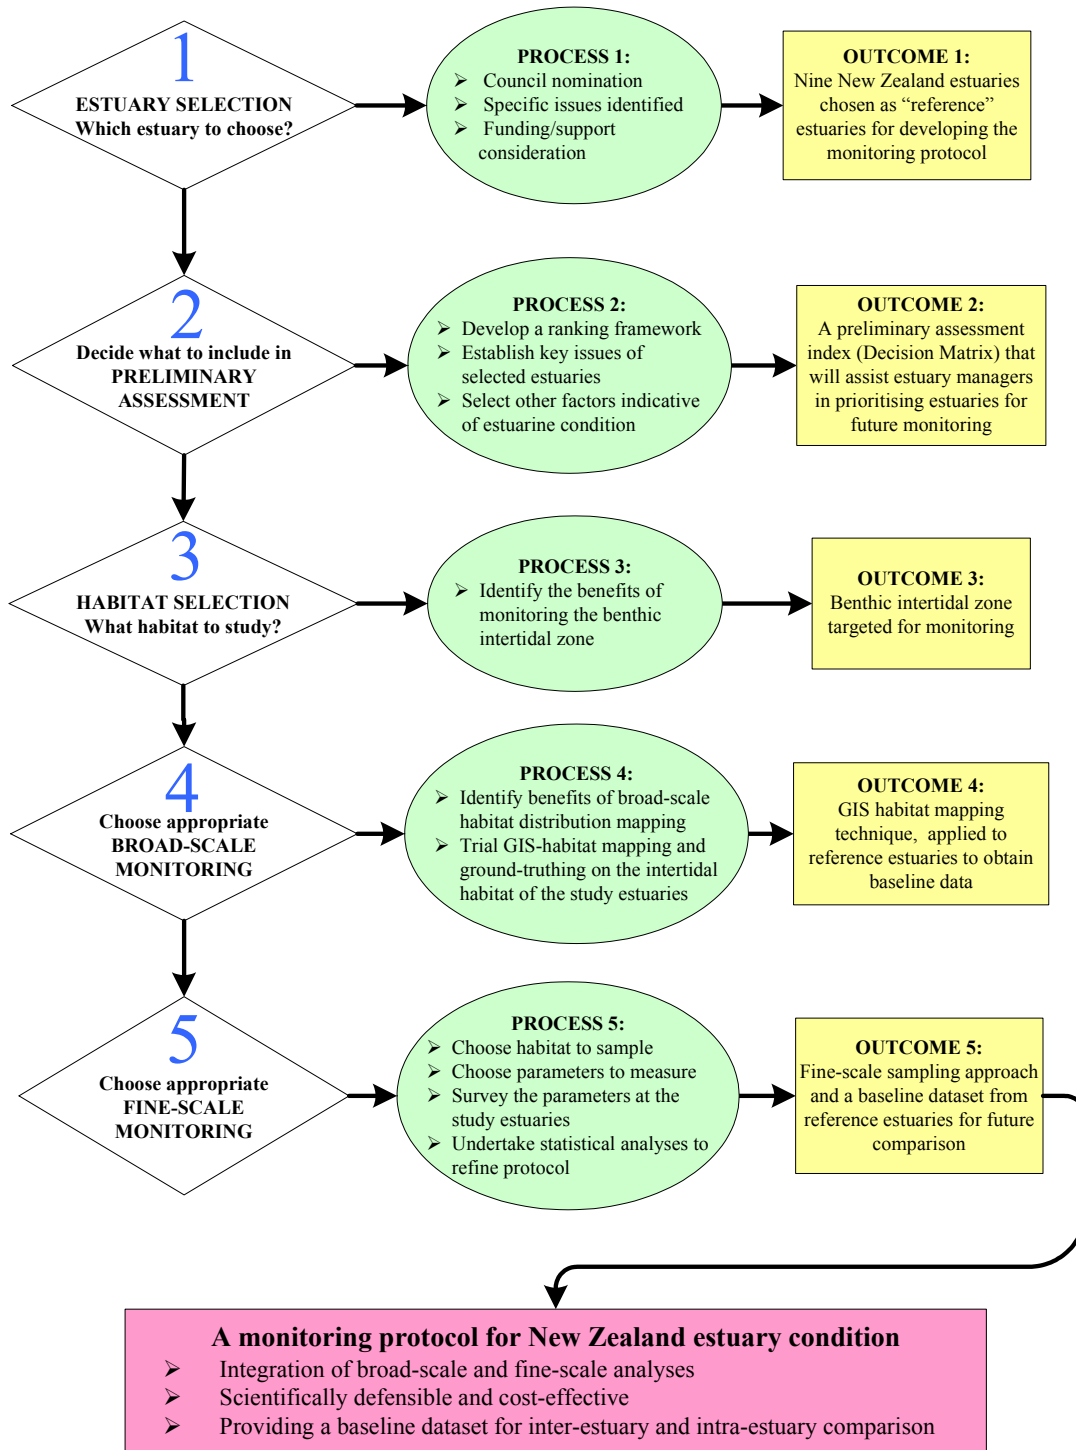 1
ESTUARY SELECTION
Which estuary to choose?
PROCESS 1:
➢ Council nomination
➢ Specific issues identified
➢ Funding/support
consideration
OUTCOME 1:
Nine New Zealand estuaries
chosen as “reference”
estuaries for developing the
monitoring protocol
2
Decide what to include in
PRELIMINARY
ASSESSMENT
PROCESS 2:
➢ Develop a ranking framework
➢ Establish key issues of
selected estuaries
➢ Select other factors indicative
of estuarine condition
OUTCOME 2:
A preliminary assessment
index (Decision Matrix) that
will assist estuary managers
in prioritising estuaries for
future monitoring
3
HABITAT SELECTION
What habitat to study?
PROCESS 3:
➢ Identify the benefits of
monitoring the benthic
intertidal zone
OUTCOME 3:
Benthic intertidal zone
targeted for monitoring
4
Choose appropriate
BROAD-SCALE
MONITORING
PROCESS 4:
➢ Identify benefits of broad-scale
habitat distribution mapping
➢ Trial GIS-habitat mapping and
ground-truthing on the intertidal
habitat of the study estuaries
OUTCOME 4:
GIS habitat mapping
technique, applied to
reference estuaries to obtain
baseline data
5
Choose appropriate
FINE-SCALE
MONITORING
PROCESS 5:
➢ Choose habitat to sample
➢ Choose parameters to measure
➢ Survey the parameters at the
study estuaries
➢ Undertake statistical analyses to
refine protocol
OUTCOME 5:
Fine-scale sampling approach
and a baseline dataset from
reference estuaries for future
comparison
A monitoring protocol for New Zealand estuary condition
➢ Integration of broad-scale and fine-scale analyses
➢ Scientifically defensible and cost-effective
➢ Providing a baseline dataset for inter-estuary and intra-estuary comparison